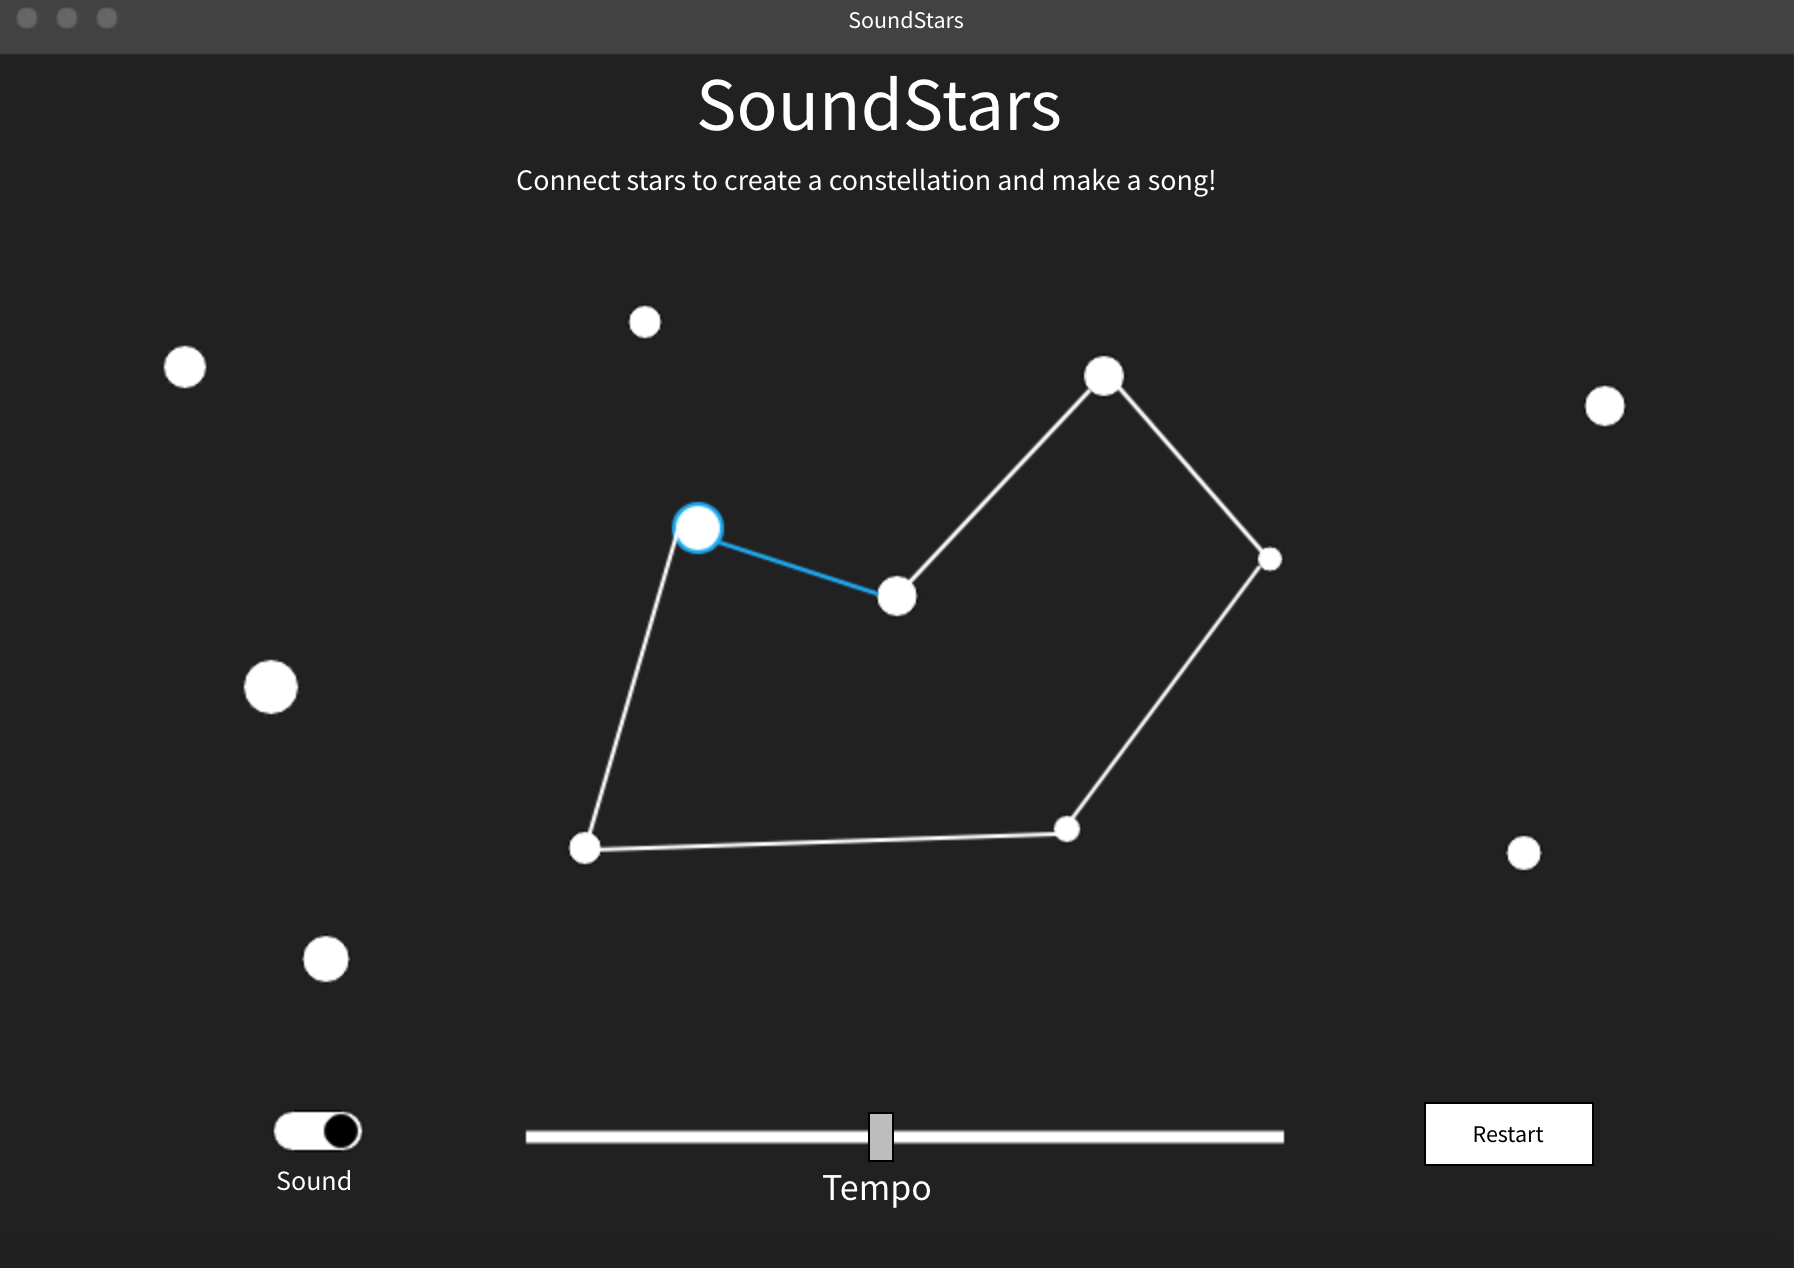 SoundStars
SoundStars
Connect stars to create a constellation and make a song!
Sound
Tempo
Restart